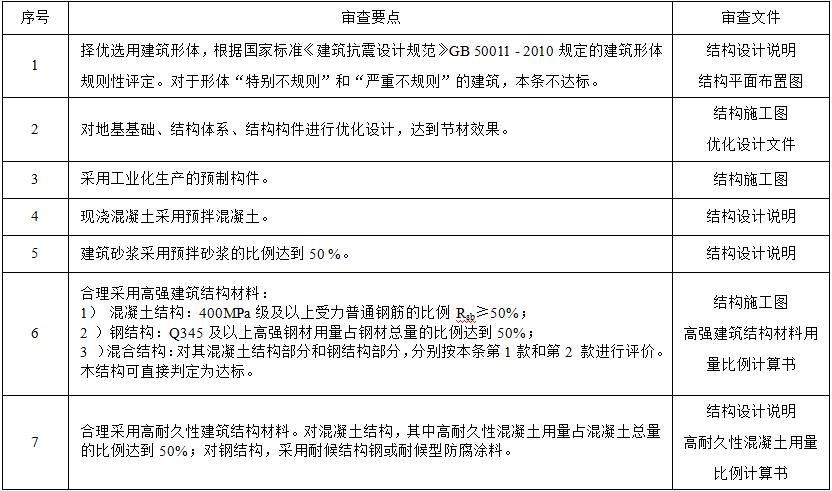 序号 审查要点 审查文件
1
择优选用建筑形体，根据国家标准《建筑抗震设计规范》GB 50011 - 2010 规定的建筑形体
规则性评定。对于形体“特别不规则”和“严重不规则”的建筑，本条不达标。
结构设计说明
结构平面布置图
2
对地基基础、结构体系、结构构件进行优化设计，达到节材效果。
结构施工图
优化设计文件
3 采用工业化生产的预制构件。 结构施工图
4 现浇混凝土采用预拌混凝土。 结构设计说明
5 建筑砂浆采用预拌砂浆的比例达到 50 %。 结构设计说明
6
合理采用高强建筑结构材料：
1） 混凝土结构：400MPa 级及以上受力普通钢筋的比例 Rsb≥50%；
2 ）钢结构：Q345 及以上高强钢材用量占钢材总量的比例达到 50%；
3 ）混合结构：对其混凝土结构部分和钢结构部分，分别按本条第 1 款和第 2 款进行评价。
木结构可直接判定为达标。
结构施工图
高强建筑结构材料用
量比例计算书
7
合理采用高耐久性建筑结构材料。对混凝土结构，其中高耐久性混凝土用量占混凝土总量
的比例达到 50%；对钢结构，采用耐候结构钢或耐候型防腐涂料。
结构设计说明
高耐久性混凝土用量
比例计算书